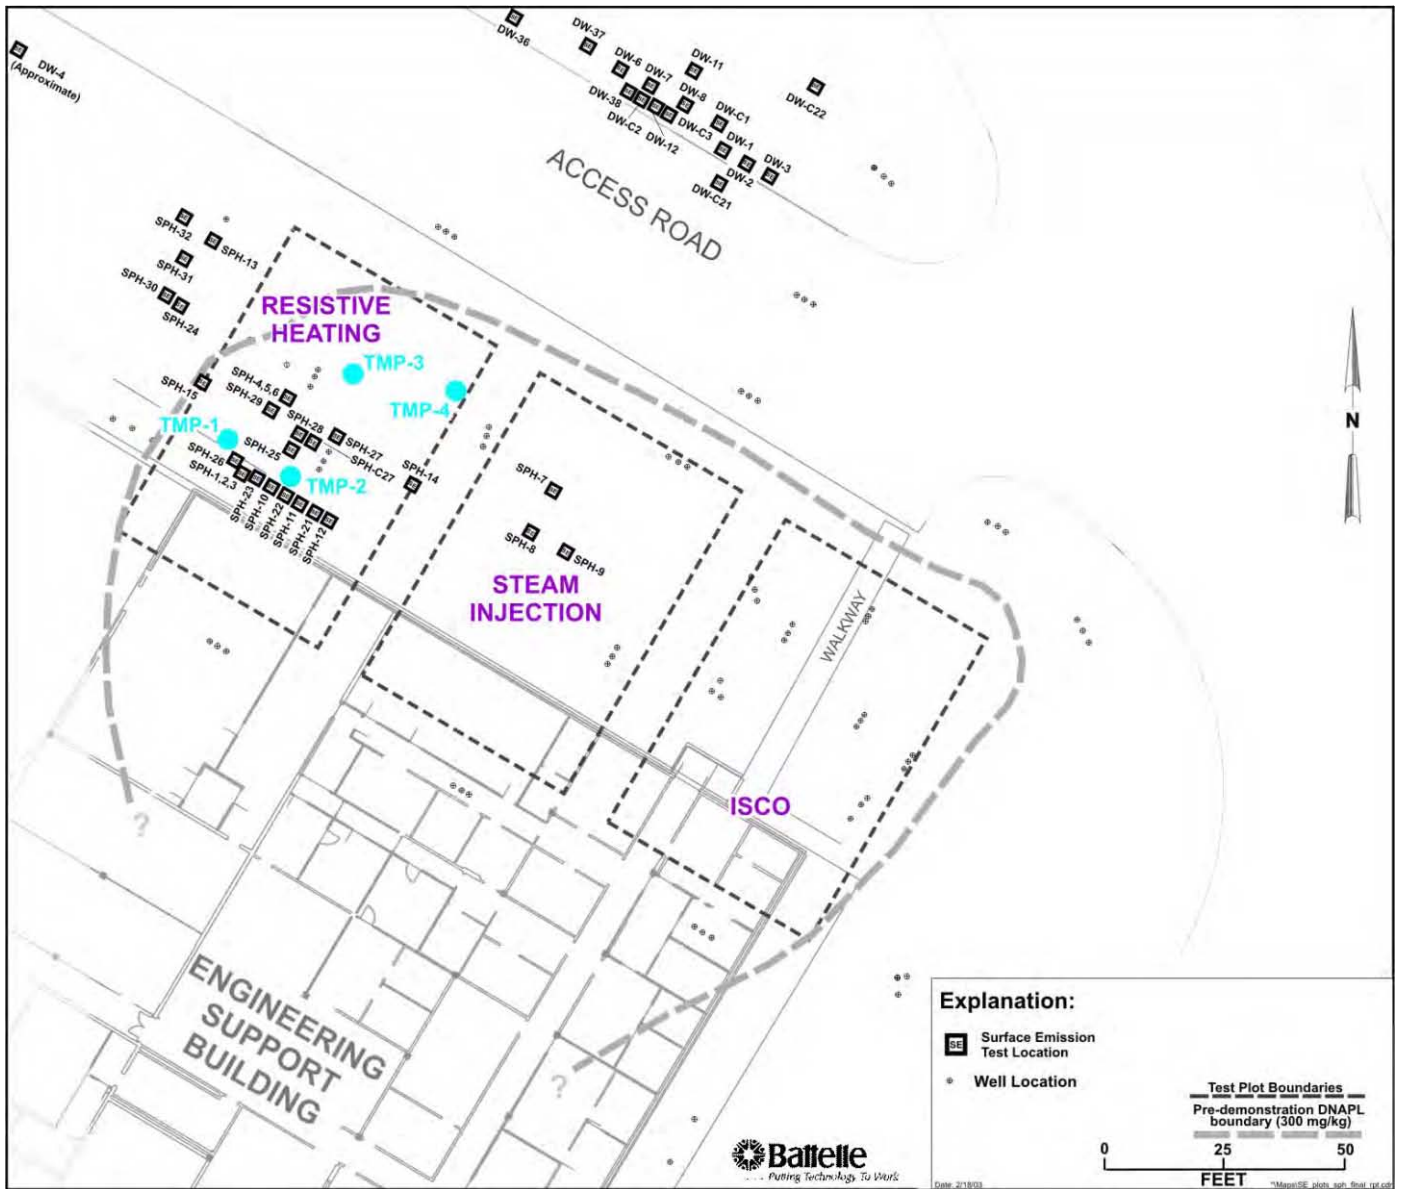 DW-4
(Approximate)
DW-36
DW-37
DW-6
DW-7
DW-11
DW-8
DW-C22
DW-38
DW-C2
DW-12
DW-C3
DW-C1
DW-1
DW-2
DW-3
DW-C21
ACCESS ROAD
SPH-32
SPH-13
SPH-31
SPH-30
SPH-24
RESISTIVE
HEATING
TMP-3
TMP-4
SPH-15
SPH-4,5,6
SPH-29
SPH-28
TMP-1
SPH-25
SPH-27
SPH-C27
SPH-14
SPH-26
SPH-1,2,3
TMP-2
SPH-23
SPH-10
SPH-22
SPH-11
SPH-21
SPH-12
SPH-7
SPH-8
SPH-9
STEAM
INJECTION
WALKWAY
N
ISCO
?
?
ENGINEERING
SUPPORT
BUILDING
Explanation:
SE Surface Emission
Test Location
Well Location
Test Plot Boundaries
Pre-demonstration DNAPL
boundary (300 mg/kg)
0 25 50
FEET
Battelle
Putting Technology To Work
Date: 2/18/03